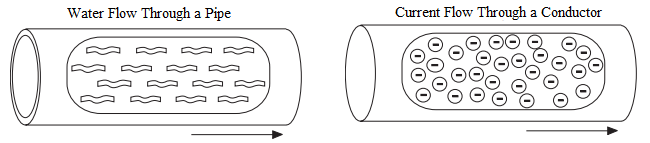 Water Flow Through a Pipe
Current Flow Through a Conductor